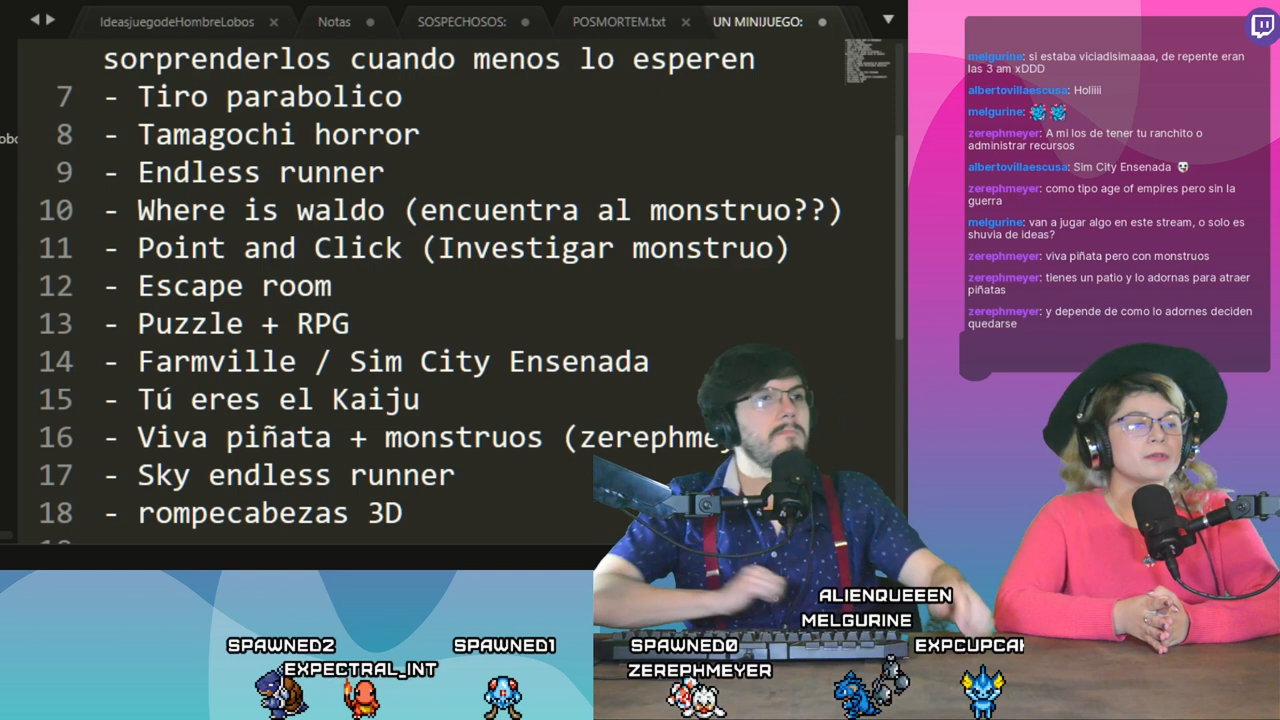 IdeasjuegodeHombreLobos
Notas
SOSPECHOSOS:
POSMORTEM.txt
UN MINIJUEGO:
sorprenderlos cuando menos lo esperen
7 - Tiro parabolico
8 - Tamagochi horror
9 - Endless runner
10 - Where is waldo (encuentra al monstruo??)
11 - Point and Click (Investigar monstruo)
12 - Escape room
13 - Puzzle + RPG
14 - Farmville / Sim City Ensenada
15 - Tú eres el Kaiju
16 - Viva piñata + monstruos (zerephme
17 - Sky endless runner
18 - rompecabezas 3D
melgurine: si estaba viciadisimaaaa, de repente eran
las 3 am xDDD
albertovillaescusa: Holiiii
melgurine:
zerephmeyer: A mi los de tener tu ranchito o
administrar recursos
albertovillaescusa: Sim City Ensenada
zerephmeyer: como tipo age of empires pero sin la
guerra
melgurine: van a jugar algo en este stream, o solo es
shuvia de ideas?
zerephmeyer: viva piñata pero con monstruos
zerephmeyer: tienes un patio y lo adornas para atraer
piñatas
zerephmeyer: y depende de como lo adornes deciden
quedarse
ALIENQUEEEN
MELGURINE
SPAWNED2
SPAWNED1
SPAWNED0
EXPCUPCAK
EXPECTRAL_INT
ZEREPHMEYER